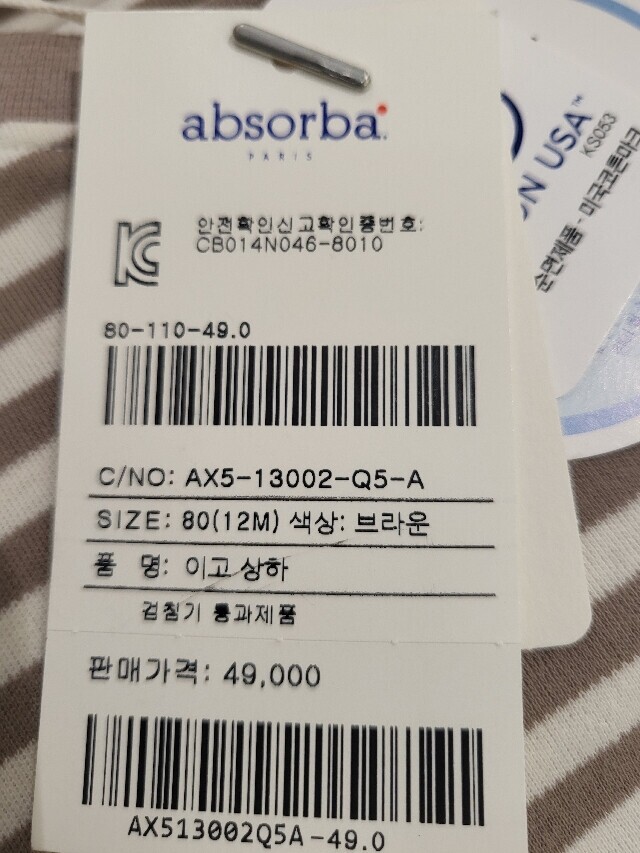 absorba
PARIS
안전확인신고확인증번호:
CB014N046-8010
80-110-49.0
C/NO: AX5-13002-Q5-A
SIZE: 80(12M) 색상: 브라운
품 명: 이고 상하
검침기 통과제품
판매가격: 49,000
AX513002Q5A-49.0
USA™
KS053
순면제품 · 미국코튼마크